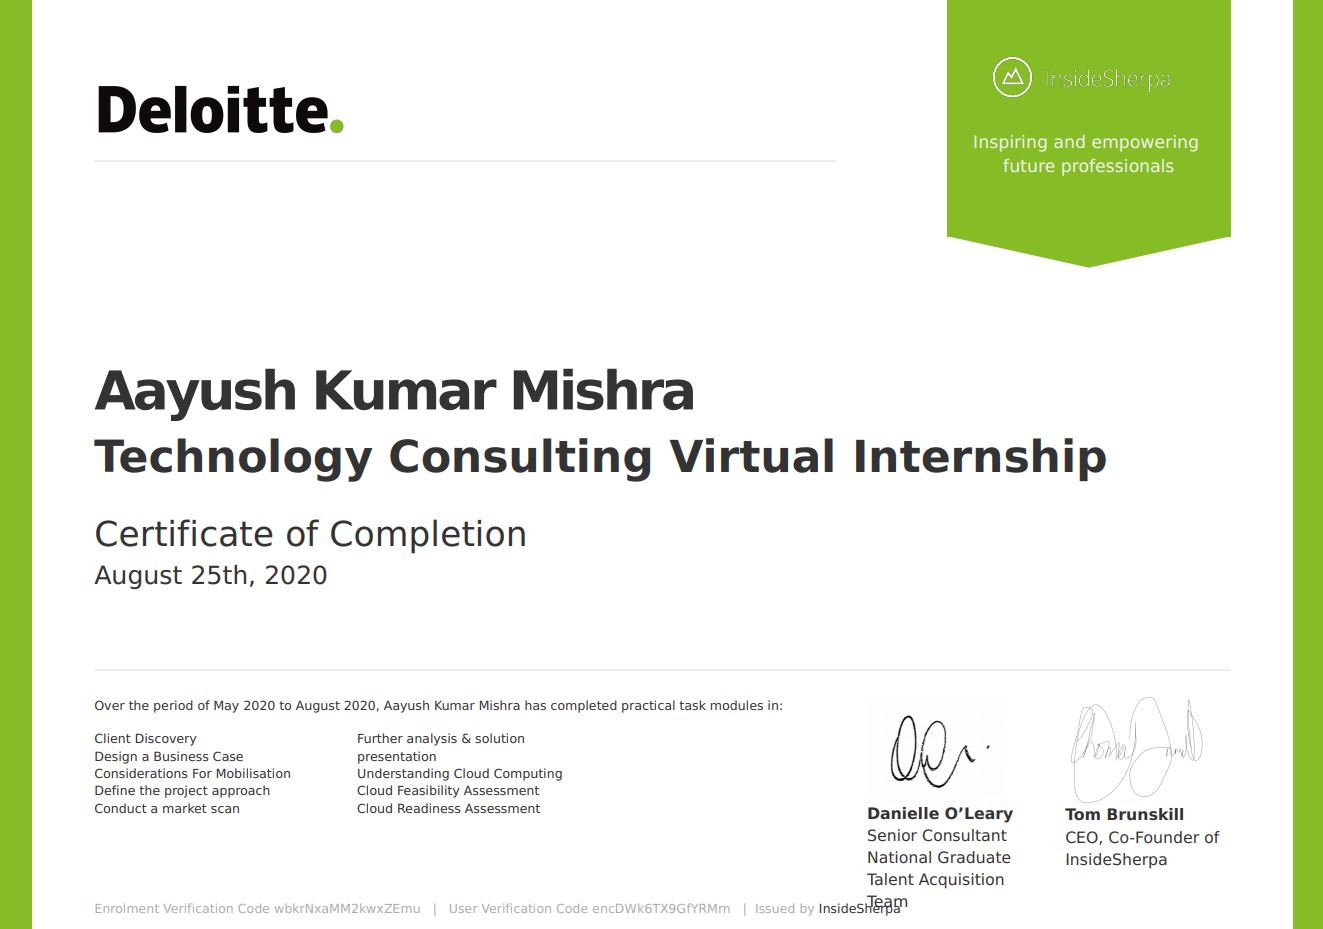 Deloitte.
InsideSherpa
Inspiring and empowering
future professionals
Aayush Kumar Mishra
Technology Consulting Virtual Internship
Certificate of Completion
August 25th, 2020
Over the period of May 2020 to August 2020, Aayush Kumar Mishra has completed practical task modules in:
Client Discovery
Design a Business Case
Considerations For Mobilisation
Define the project approach
Conduct a market scan
Further analysis & solution
presentation
Understanding Cloud Computing
Cloud Feasibility Assessment
Cloud Readiness Assessment
Danielle O’Leary
Senior Consultant
National Graduate
Talent Acquisition
Team
Tom Brunskill
CEO, Co-Founder of
InsideSherpa
Enrolment Verification Code wbkrNxaMM2kwxZEmu | User Verification Code encDWk6TX9GfYRMm | Issued by InsideSherpa